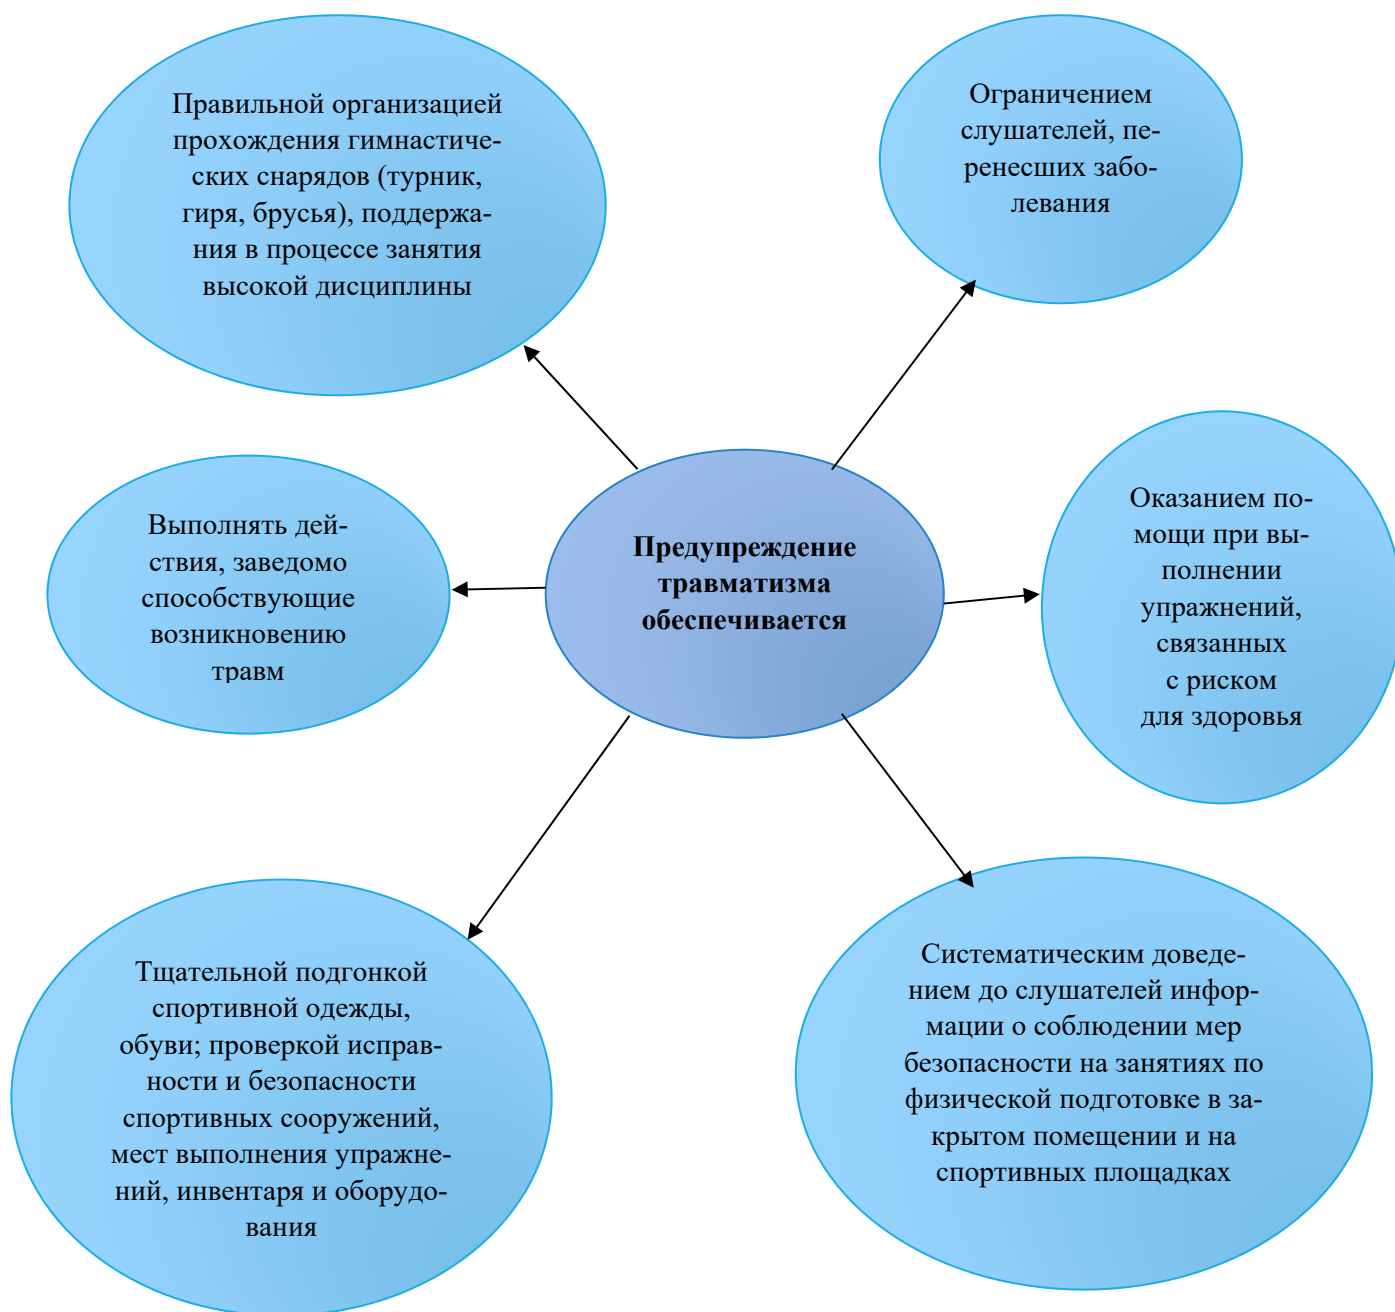 Правильной организацией
прохождения гимнастиче-
ских снарядов (турник,
гиря, брусья), поддержа-
ния в процессе занятия
высокой дисциплины
Ограничением
слушателей, пе-
ренесших забо-
левания
Предупреждение
травматизма
обеспечивается
Выполнять дей-
ствия, заведомо
способствующие
возникновению
травм
Оказанием по-
мощи при вы-
полнении
упражнений,
связанных
с риском
для здоровья
Тщательной подгонкой
спортивной одежды,
обуви; проверкой исправ-
ности и безопасности
спортивных сооружений,
мест выполнения упражне-
ний, инвентаря и оборудо-
вания
Систематическим доведе-
нием до слушателей инфор-
мации о соблюдении мер
безопасности на занятиях по
физической подготовке в за-
крытом помещении и на
спортивных площадках